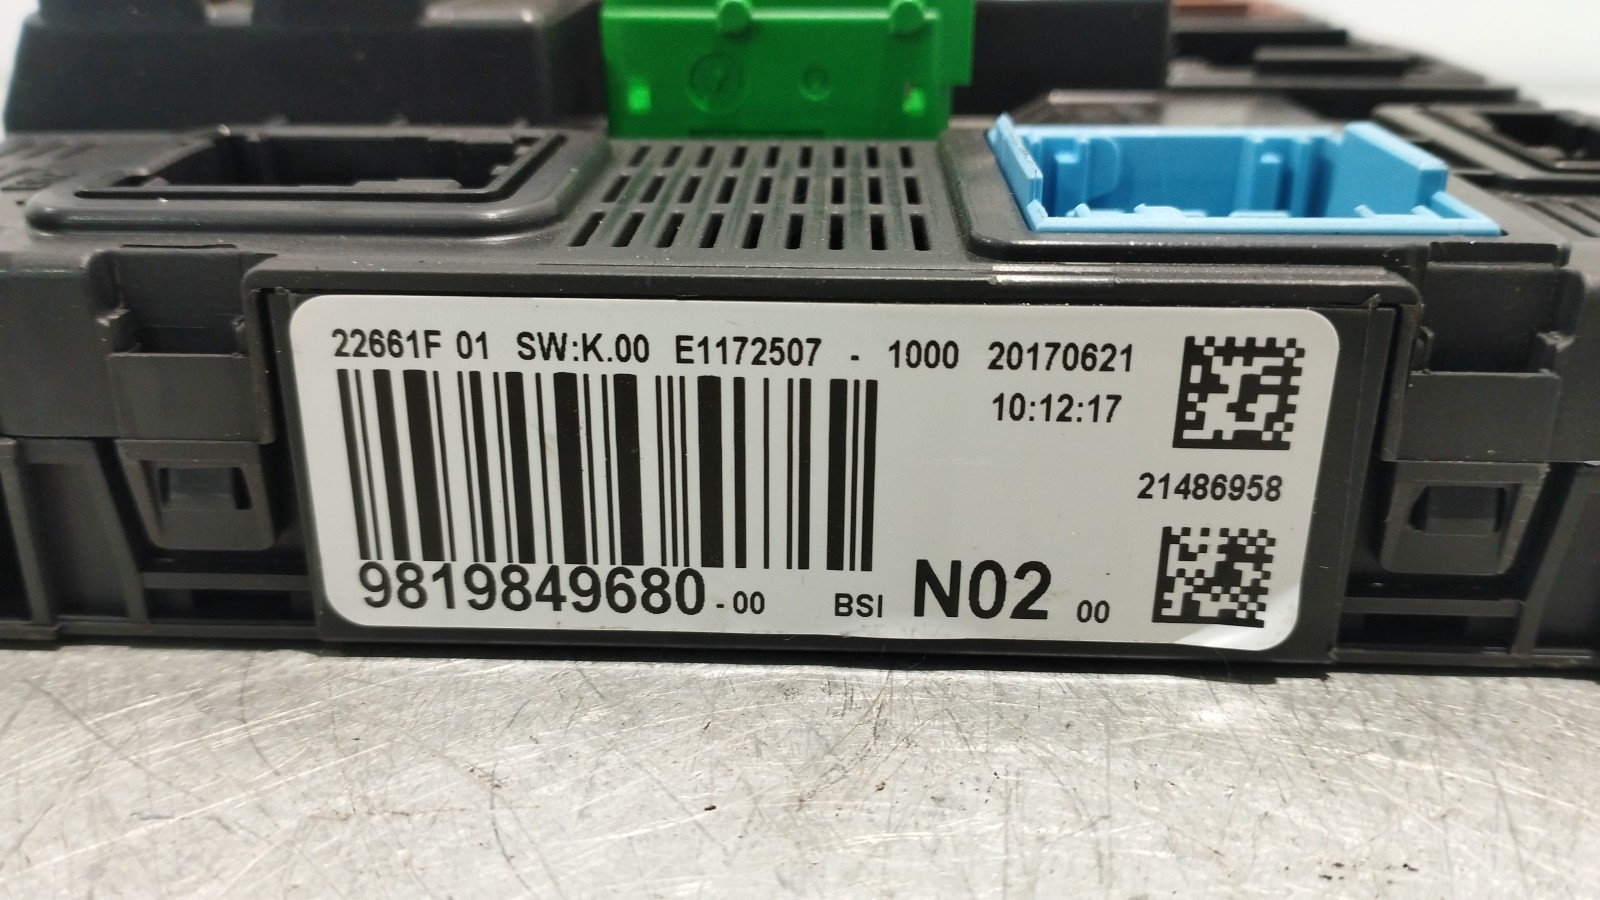 22661F 01 SW:K.00 E1172507 - 1000 20170621
10:12:17
21486958
9819849680 - 00 BSI N02 00